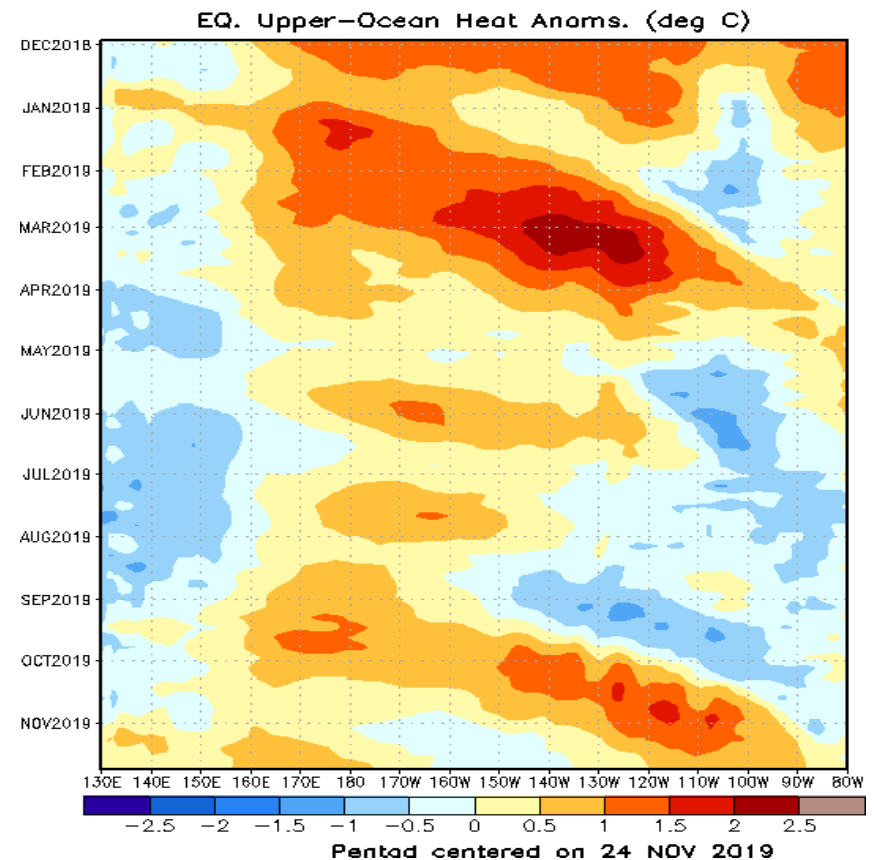 EQ. Upper-Ocean Heat Anoms. (deg C)
DEC2018
JAN2019
FEB2019
MAR2019
APR2019
MAY2019
JUN2019
JUL2019
AUG2019
SEP2019
OCT2019
NOV2019
130E 140E 150E 160E 170E 180 170W 160W 150W 140W 130W 120W 110W 100W 90W 80W
-2.5 -2 -1.5 -1 -0.5 0 0.5 1 1.5 2 2.5
Pentad centered on 24 NOV 2019